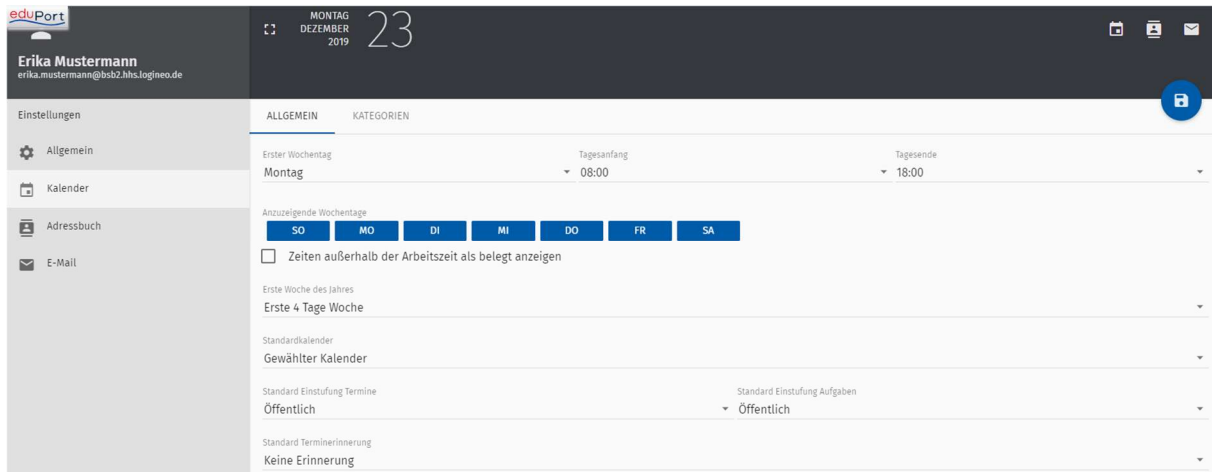 eduPort
Erika Mustermann
erika.mustermann@bsb2.hhs.logineo.de
MONTAG
DEZEMBER
2019
23
Einstellungen
Allgemein
Kalender
Adressbuch
E-Mail
ALLGEMEIN KATEGORIEN
Erster Wochentag Tagesanfang Tagesende
Montag 08:00 18:00
Anzuzeigende Wochentage
SO MO DI MI DO FR SA
Zeiten außerhalb der Arbeitszeit als belegt anzeigen
Erste Woche des Jahres
Erste 4 Tage Woche
Standardkalender
Gewählter Kalender
Standard Einstufung Termine Standard Einstufung Aufgaben
Öffentlich Öffentlich
Standard Terminerinnerung
Keine Erinnerung